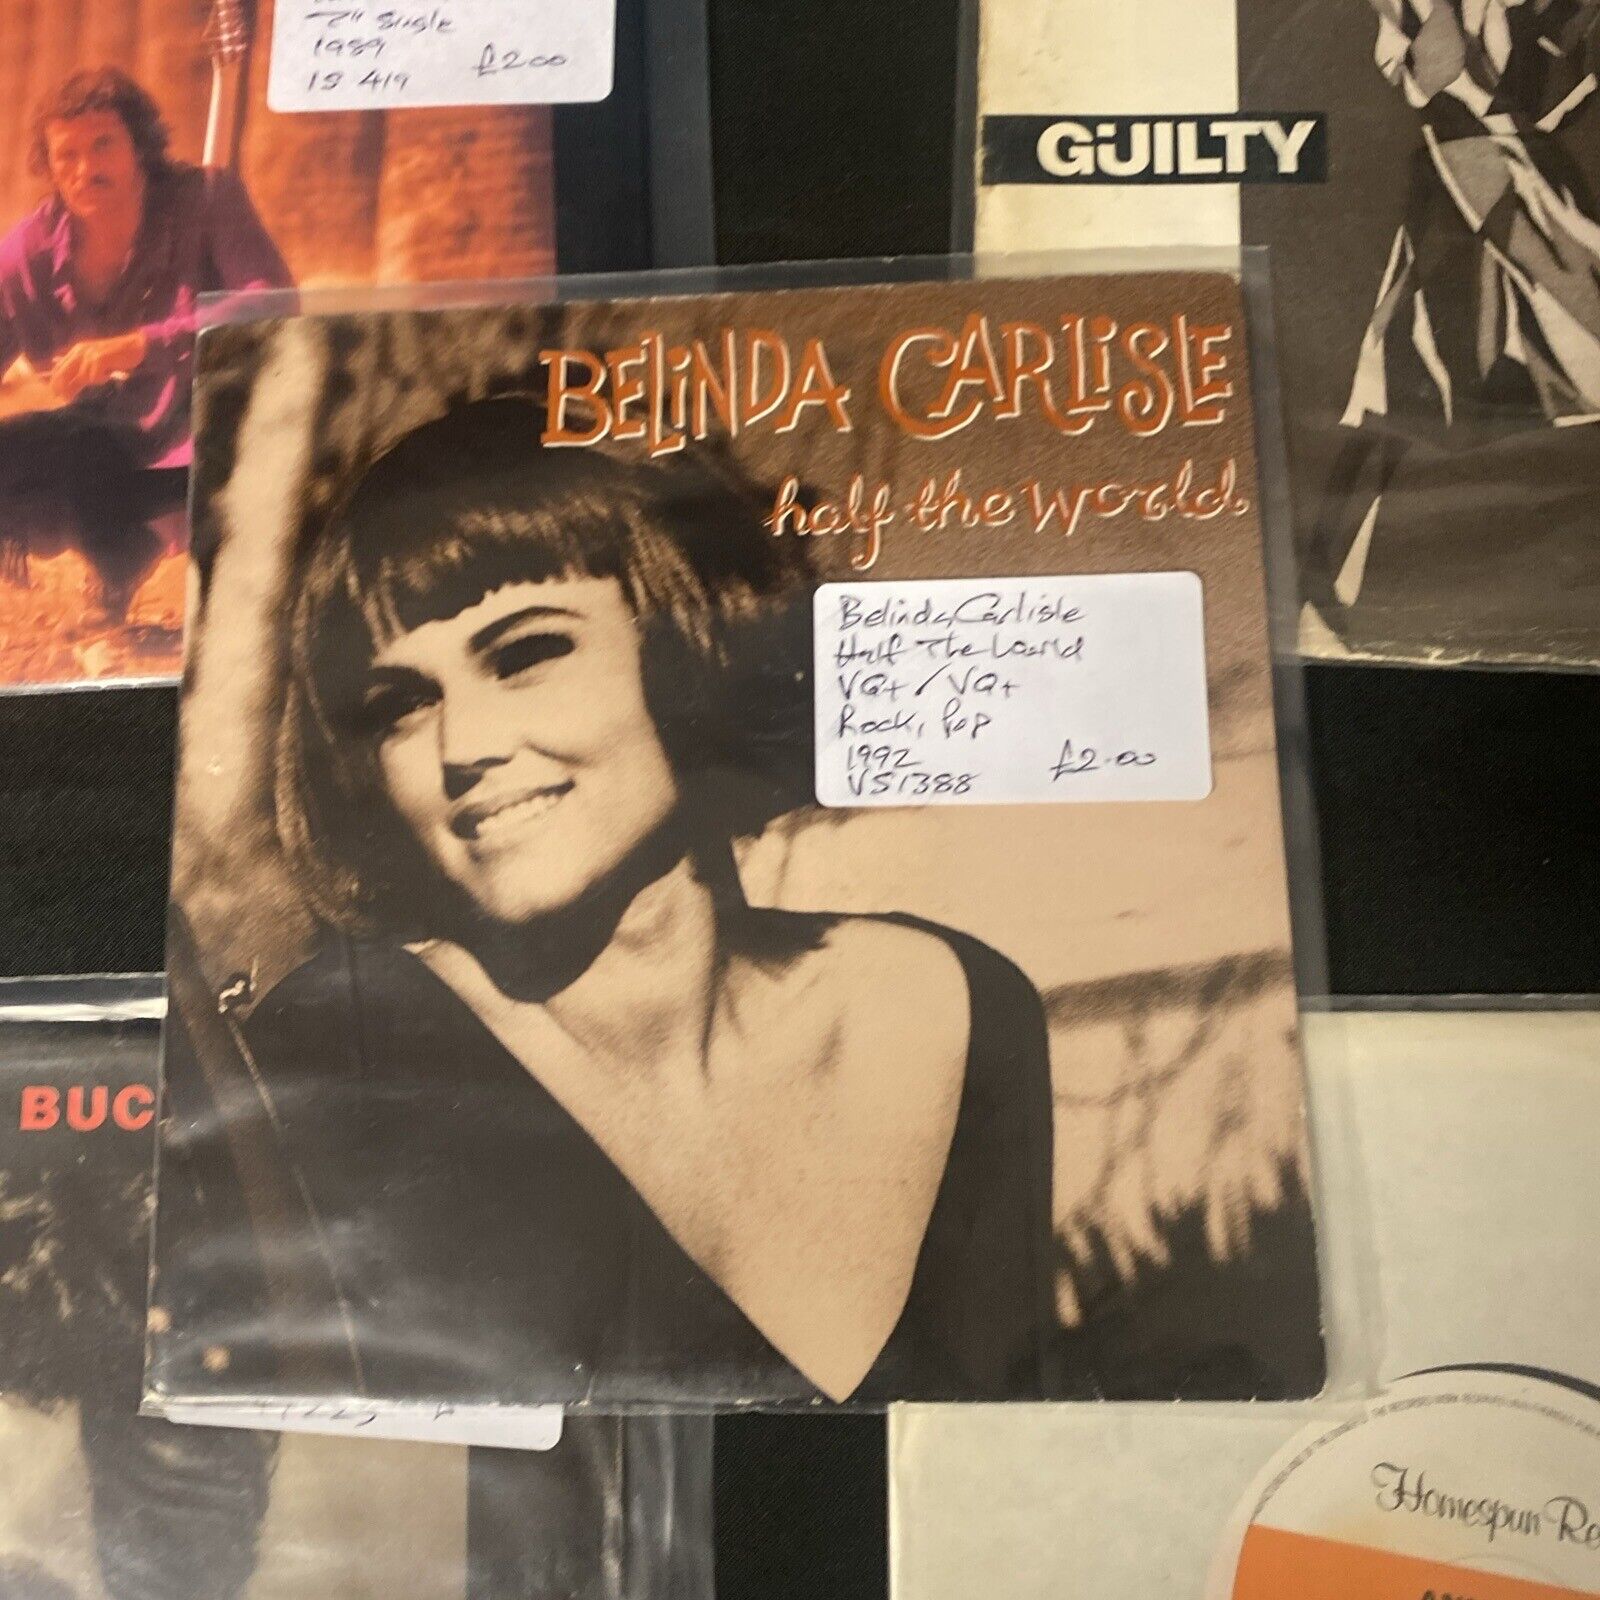 7" Single
1989
IS 419
£2.00
GUILTY
BELINDA CARLISLE
half the world
Belinda Carlisle
Half The World
VG+ / VG+
Rock, Pop
1992
VS1388
£2.00
BUC
Homespun Re